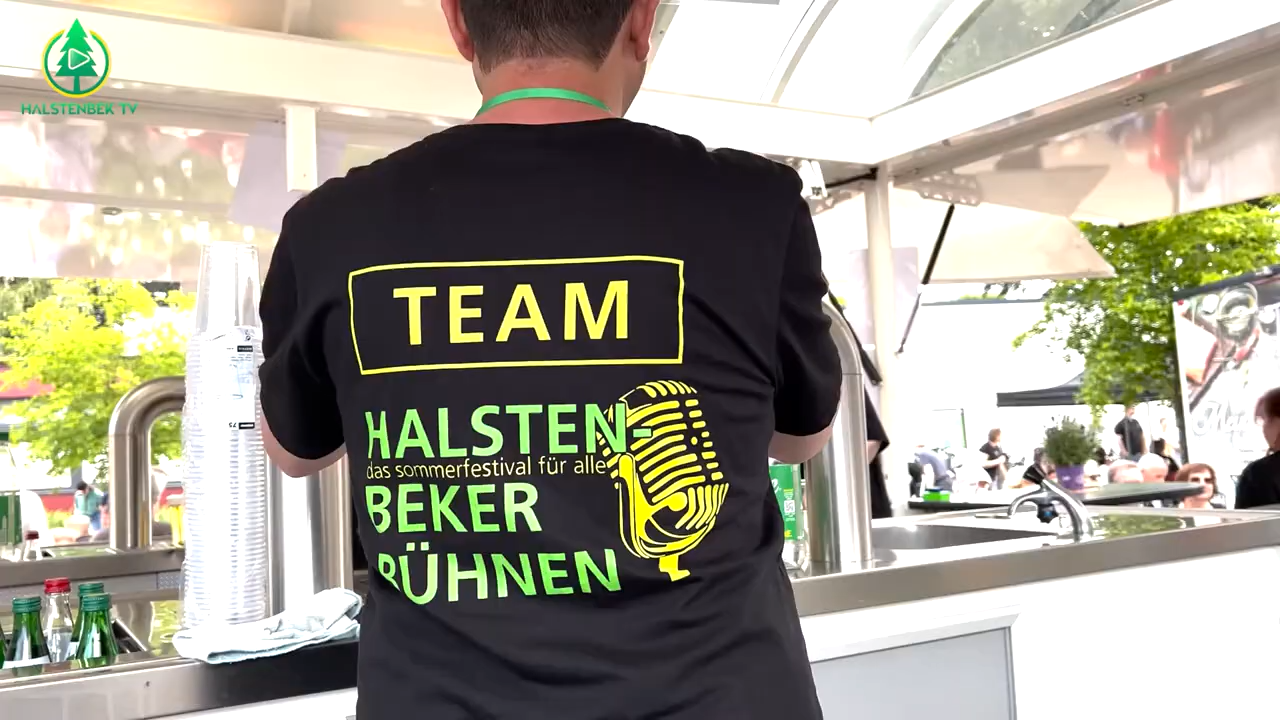 HALSTENBEK TV
TEAM
HALSTEN-
das sommerfestival für alle
BEKER
BÜHNEN